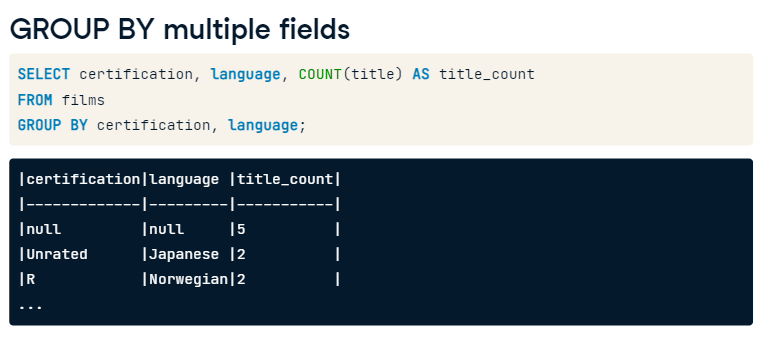 GROUP BY multiple fields
SELECT certification, language, COUNT(title) AS title_count
FROM films
GROUP BY certification, language;
|certification|language |title_count|
|-------------|---------|-----------|
|null         |null     |5          |
|Unrated      |Japanese |2          |
|R            |Norwegian|2          |
...